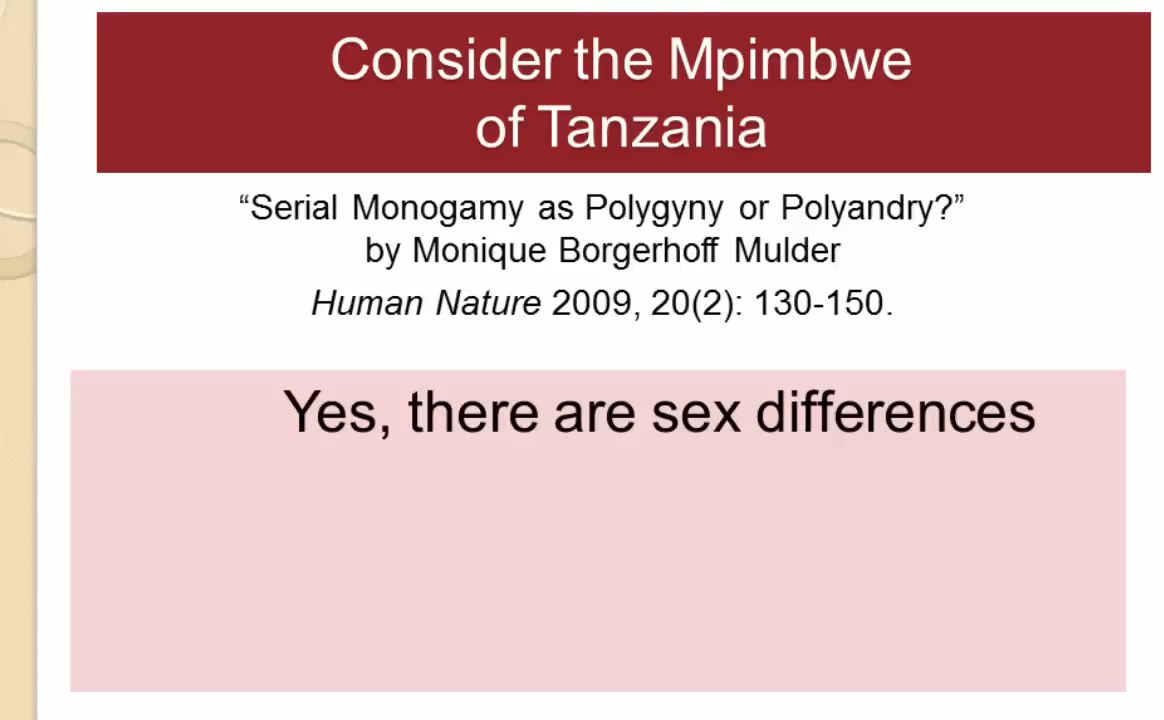 Consider the Mpimbwe
of Tanzania
“Serial Monogamy as Polygyny or Polyandry?”
by Monique Borgerhoff Mulder
Human Nature 2009, 20(2): 130-150.
Yes, there are sex differences